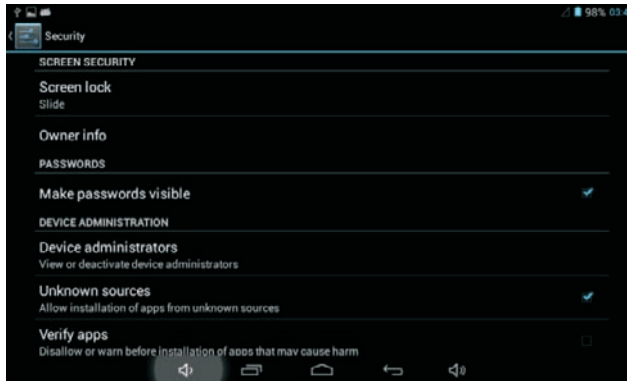 98% 03:4
Security
SCREEN SECURITY
Screen lock
Slide
Owner info
PASSWORDS
Make passwords visible
DEVICE ADMINISTRATION
Device administrators
View or deactivate device administrators
Unknown sources
Allow installation of apps from unknown sources
Verify apps
Disallow or warn before installation of apps that may cause harm